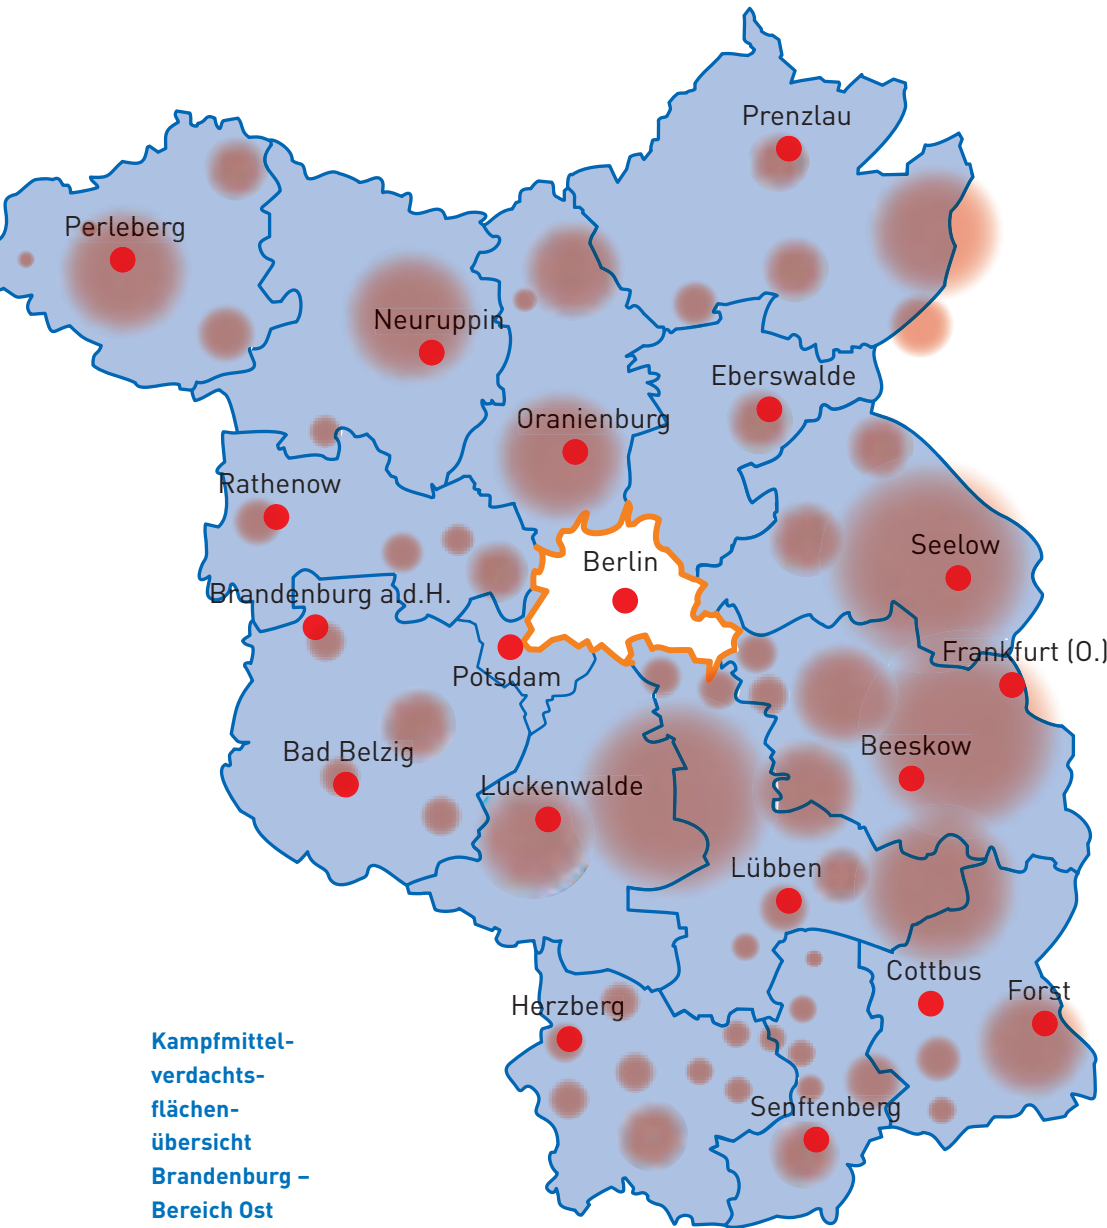 Prenzlau
Perleberg
Neuruppin
Eberswalde
Oranienburg
Rathenow
Seelow
Berlin
Brandenburg a.d.H.
Frankfurt (O.)
Potsdam
Beeskow
Bad Belzig
Luckenwalde
Lübben
Cottbus
Forst
Herzberg
Senftenberg
Kampfmittel-
verdachts-
flächen-
übersicht
Brandenburg –
Bereich Ost